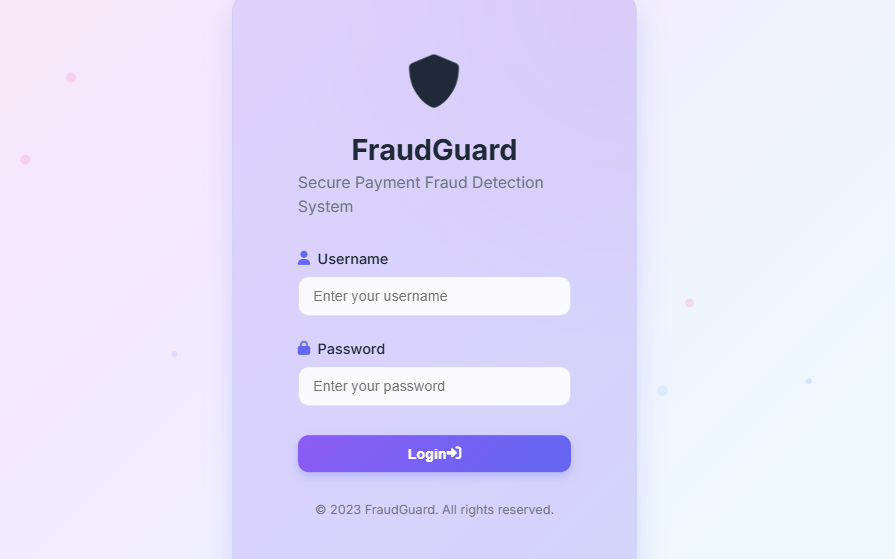 FraudGuard
Secure Payment Fraud Detection
System
Username
Enter your username
Password
Enter your password
Login
© 2023 FraudGuard. All rights reserved.